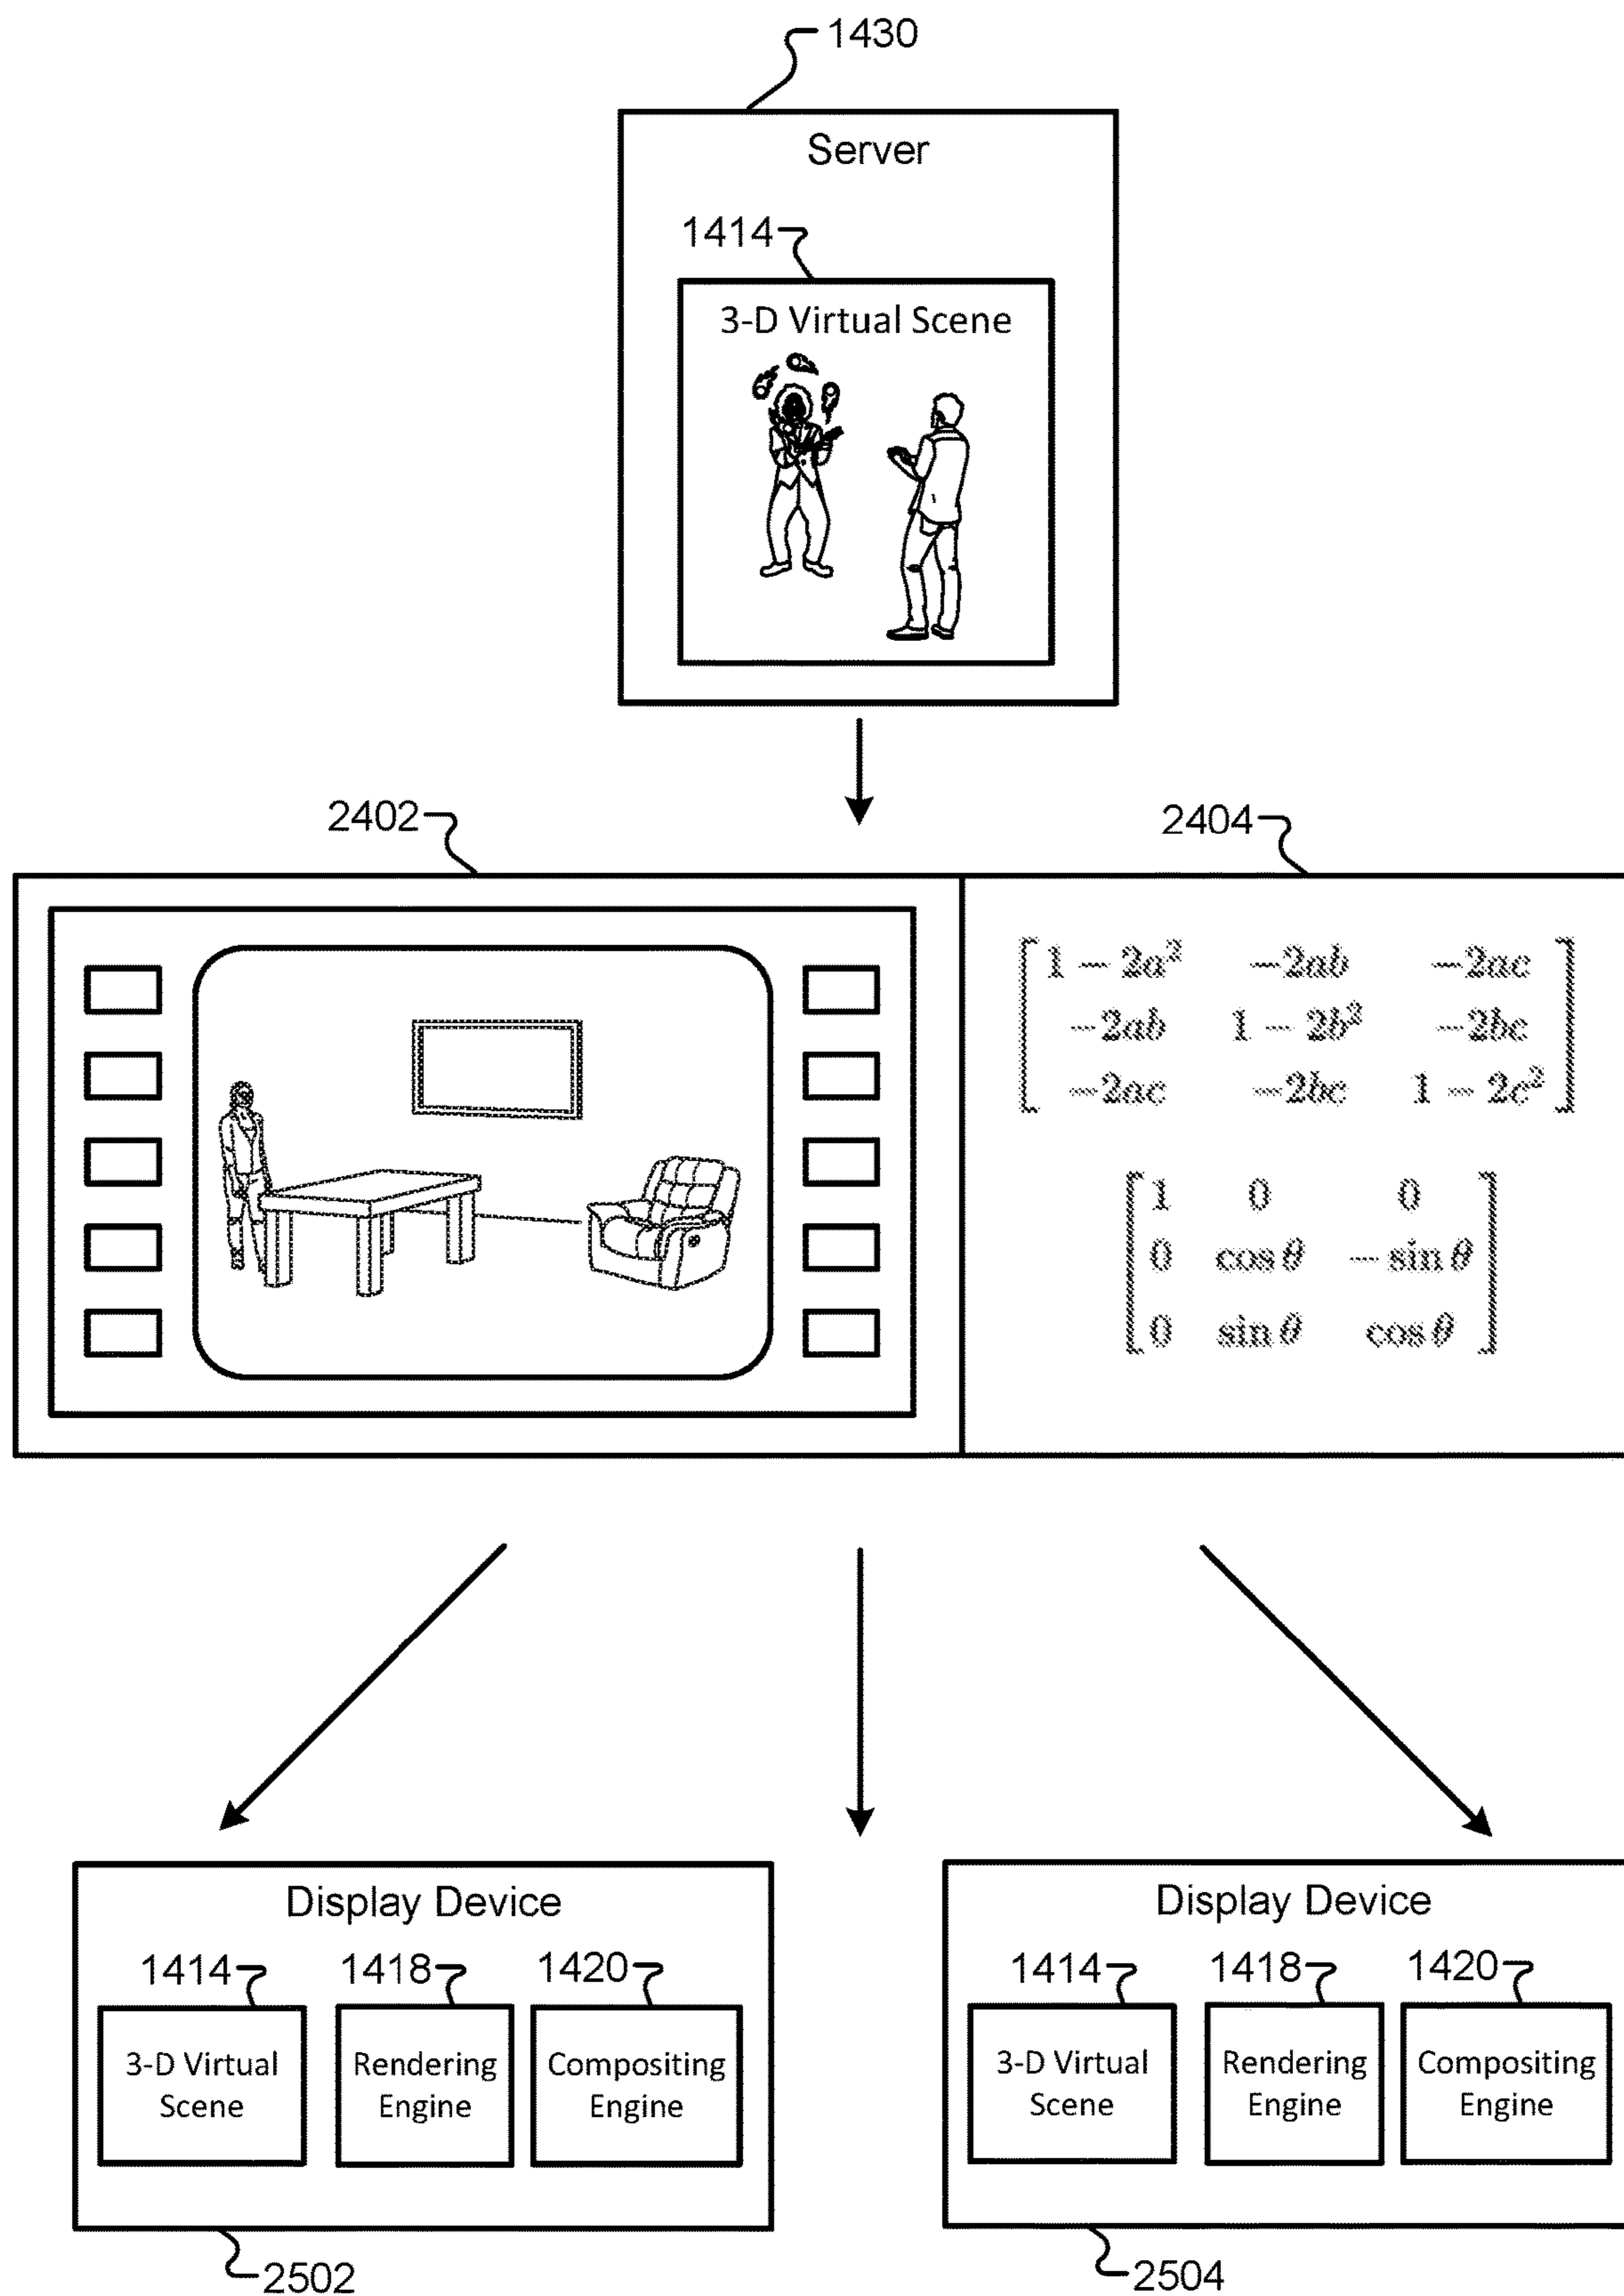 1430
Server
1414
3-D Virtual Scene
2402
2404
1 − 2a² −2ab −2ac
−2ab 1 − 2b² −2bc
−2ac −2bc 1 − 2c²
1 0 0
0 cos θ − sin θ
0 sin θ cos θ
Display Device
1414 1418 1420
3-D Virtual Scene
Rendering Engine
Compositing Engine
2502
Display Device
1414 1418 1420
3-D Virtual Scene
Rendering Engine
Compositing Engine
2504